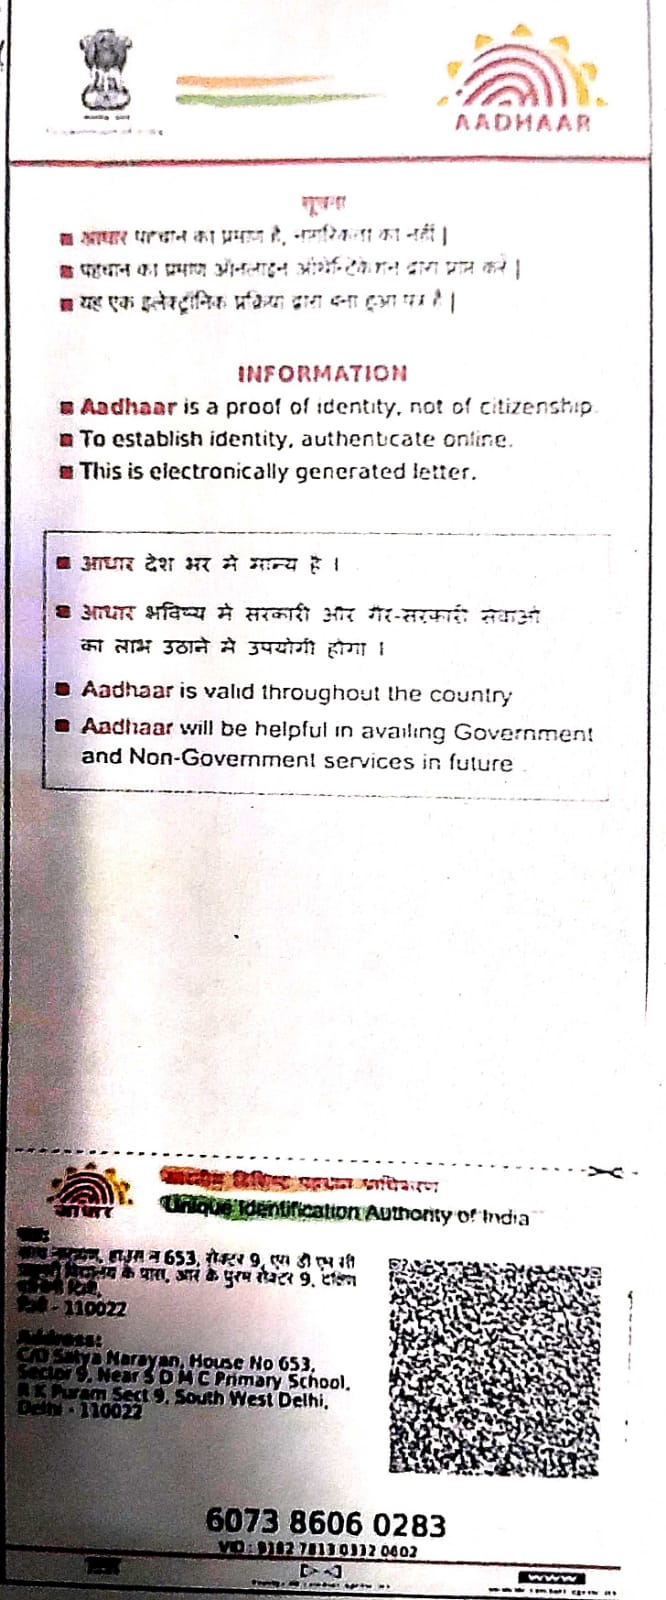 AADHAAR
सूचना
आधार पहचान का प्रमाण है, नागरिकता का नहीं |
पहचान का प्रमाण ऑनलाइन ऑथेन्टिकेशन द्वारा प्राप्त करें |
यह एक इलेक्ट्रॉनिक प्रक्रिया द्वारा बना हुआ पत्र है |
INFORMATION
Aadhaar is a proof of identity, not of citizenship.
To establish identity, authenticate online.
This is electronically generated letter.
आधार देश भर मे मान्य है ।
आधार भविष्य मे सरकारी और गैर-सरकारी सेवाओं
का लाभ उठाने मे उपयोगी होगा ।
Aadhaar is valid throughout the country
Aadhaar will be helpful in availing Government
and Non-Government services in future
भारतीय विशिष्ट पहचान प्राधिकरण
आधार
Unique Identification Authority of India
हाउस न 653, सेक्टर 9, एस डी एम सी
विद्यालय के पास, आर के पुरम सेक्टर 9, दक्षिण
दिल्ली - 110022
Address:
C/O Satya Narayan, House No 653,
Sector 9, Near S D M C Primary School,
R K Puram Sect 9, South West Delhi,
Delhi - 110022
6073 8606 0283
VID : 9182 7813 0332 0602
www